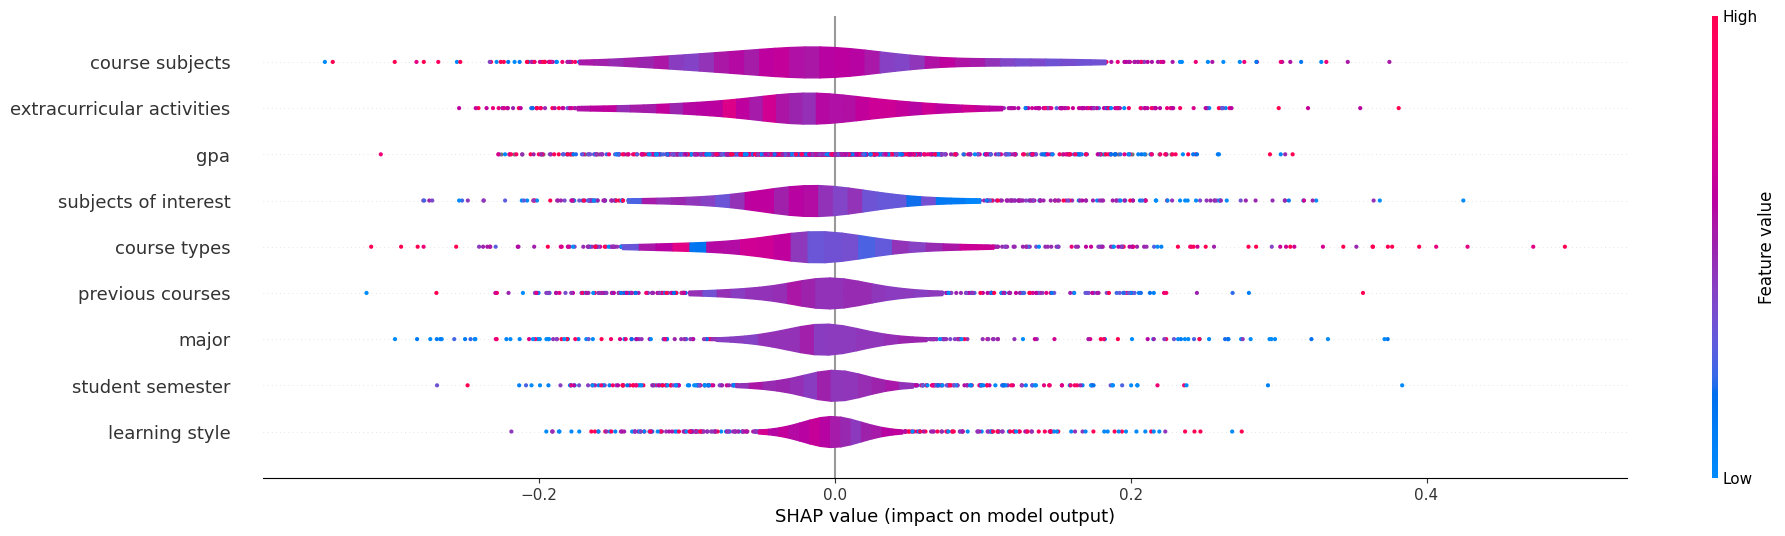 High
course subjects
extracurricular activities
gpa
subjects of interest
course types
previous courses
major
student semester
learning style
Feature value
Low
−0.2
0.0
0.2
0.4
SHAP value (impact on model output)